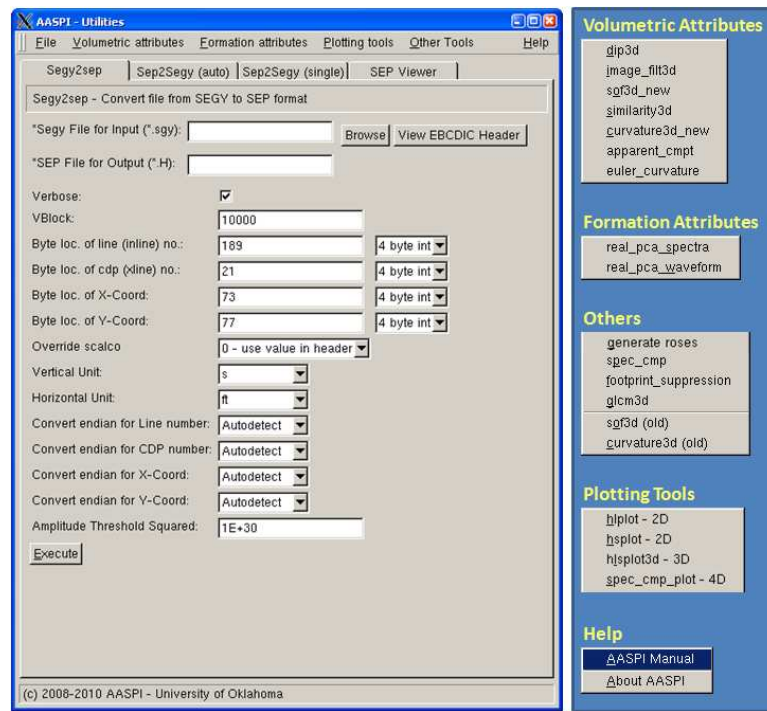 AASPI - Utilities
File Volumetric attributes Formation attributes Plotting tools Other Tools Help
Segy2sep Sep2Segy (auto) Sep2Segy (single) SEP Viewer
Segy2sep - Convert file from SEGY to SEP format
*Segy File for Input (*.sgy): Browse View EBCDIC Header
*SEP File for Output (*.H):
Verbose:
VBlock: 10000
Byte loc. of line (inline) no.: 189 4 byte int
Byte loc. of cdp (xline) no.: 21 4 byte int
Byte loc. of X-Coord: 73 4 byte int
Byte loc. of Y-Coord: 77 4 byte int
Override scalco 0 - use value in header
Vertical Unit: s
Horizontal Unit: ft
Convert endian for Line number: Autodetect
Convert endian for CDP number: Autodetect
Convert endian for X-Coord: Autodetect
Convert endian for Y-Coord: Autodetect
Amplitude Threshold Squared: 1E+30
Execute
(c) 2008-2010 AASPI - University of Oklahoma
Volumetric Attributes
dip3d
image_filt3d
sof3d_new
similarity3d
curvature3d_new
apparent_cmpt
euler_curvature
Formation Attributes
real_pca_spectra
real_pca_waveform
Others
generate roses
spec_cmp
footprint_suppression
glcm3d
sof3d (old)
curvature3d (old)
Plotting Tools
hlplot - 2D
hsplot - 2D
hlsplot3d - 3D
spec_cmp_plot - 4D
Help
AASPI Manual
About AASPI